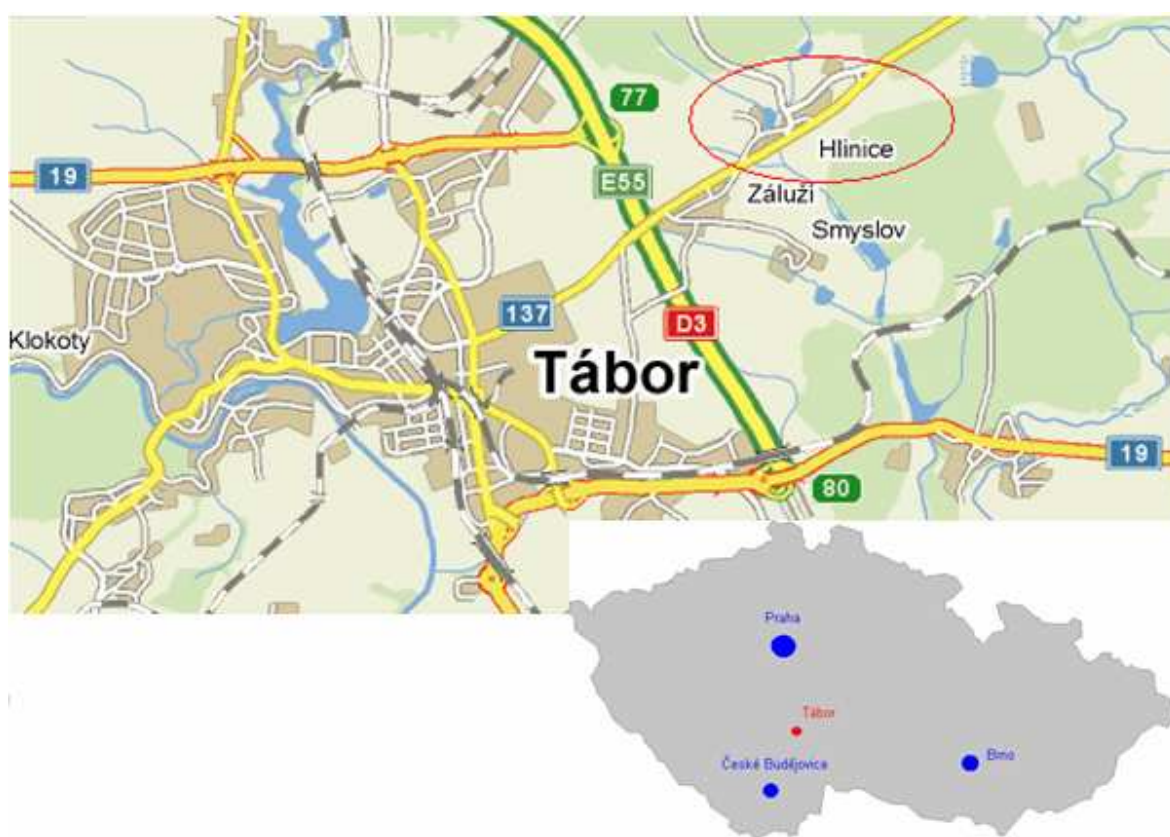 77
19
E55
Hlinice
Záluží
Smyslov
137
D3
Klokoty
Tábor
19
80
Praha
Tábor
České Budějovice
Brno